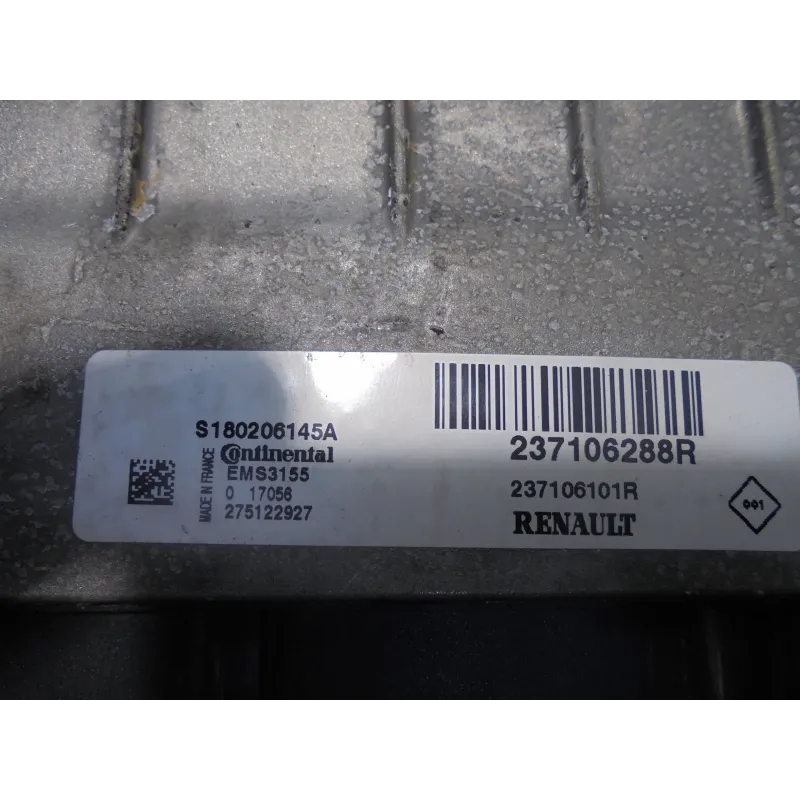 S180206145A
Continental
EMS3155
0 17056
275122927
MADE IN FRANCE
237106288R
237106101R
RENAULT